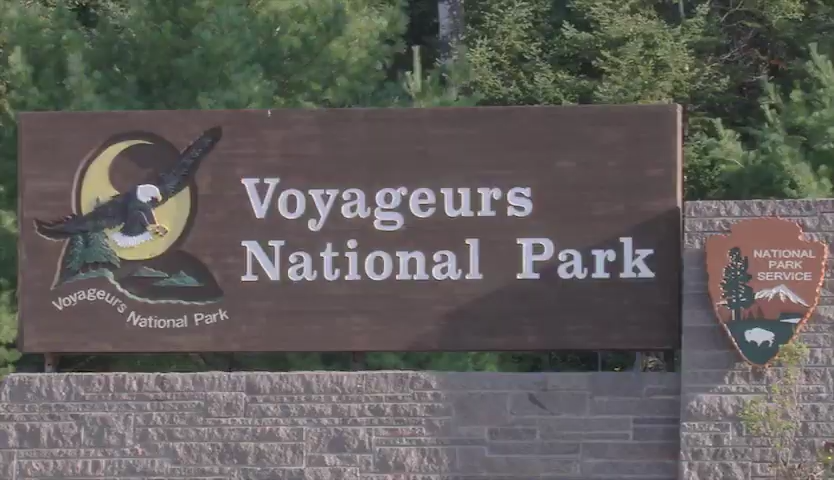 Voyageurs
National Park
Voyageurs National Park
NATIONAL
PARK
SERVICE